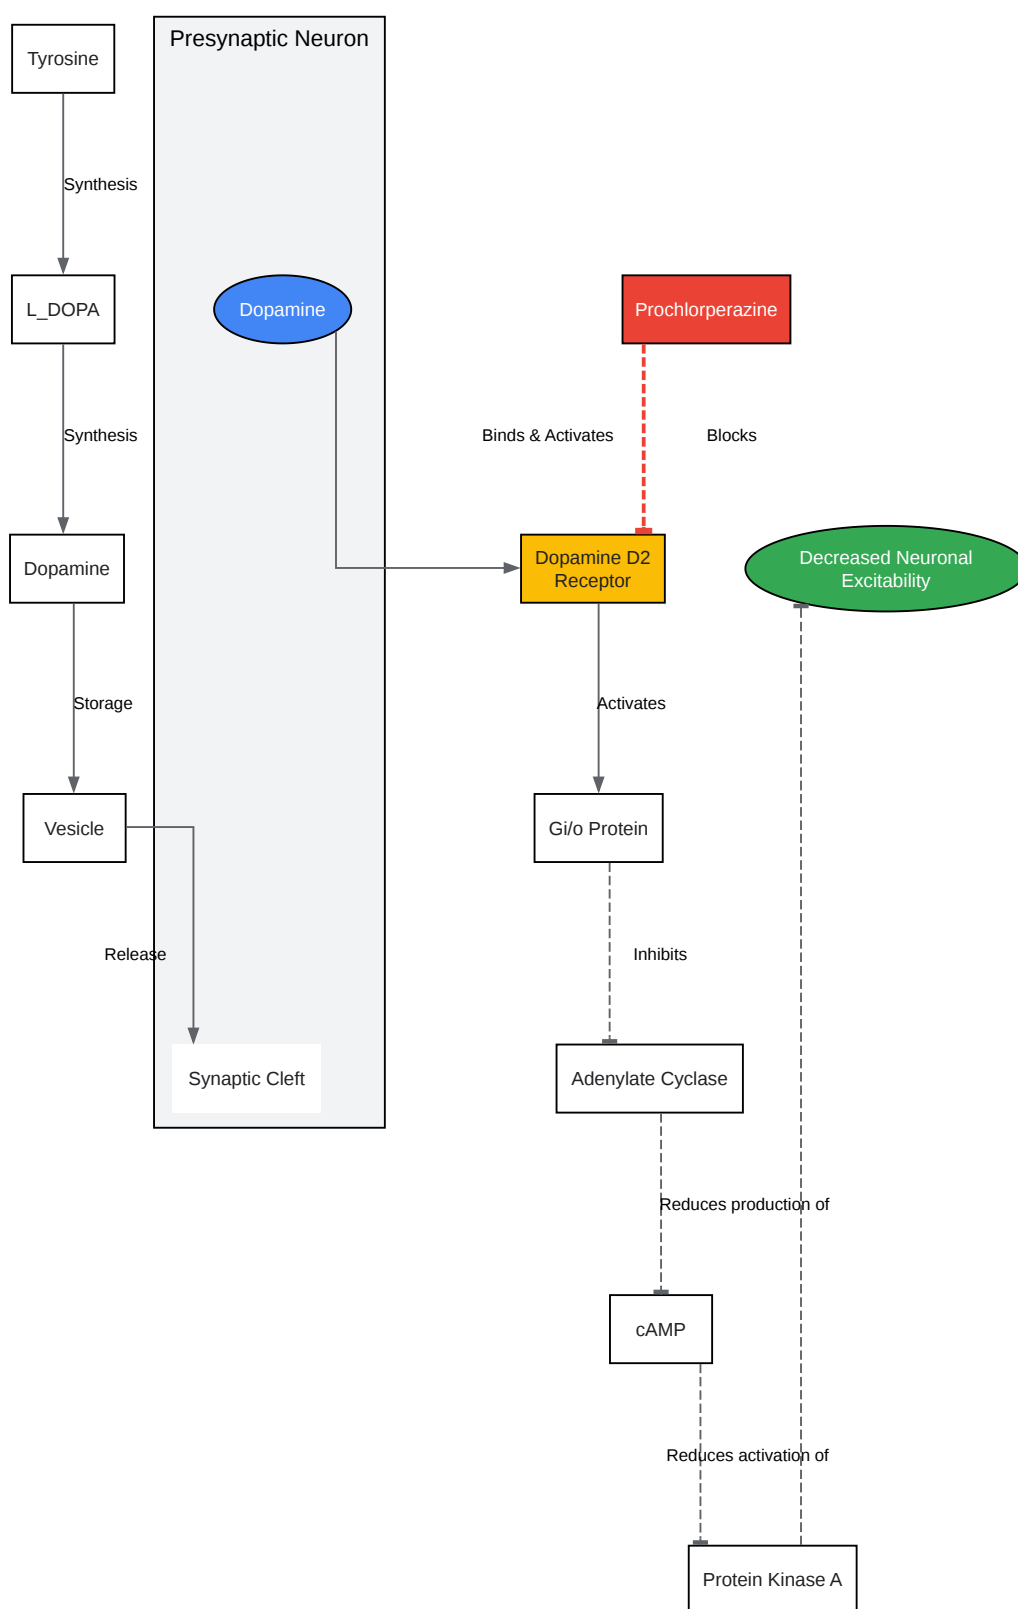 Presynaptic Neuron
Tyrosine
Synthesis
L_DOPA
Dopamine
Prochlorperazine
Synthesis
Binds & Activates
Blocks
Dopamine
Dopamine D2
Receptor
Decreased Neuronal
Excitability
Storage
Activates
Vesicle
Gi/o Protein
Release
Inhibits
Synaptic Cleft
Adenylate Cyclase
Reduces production of
cAMP
Reduces activation of
Protein Kinase A